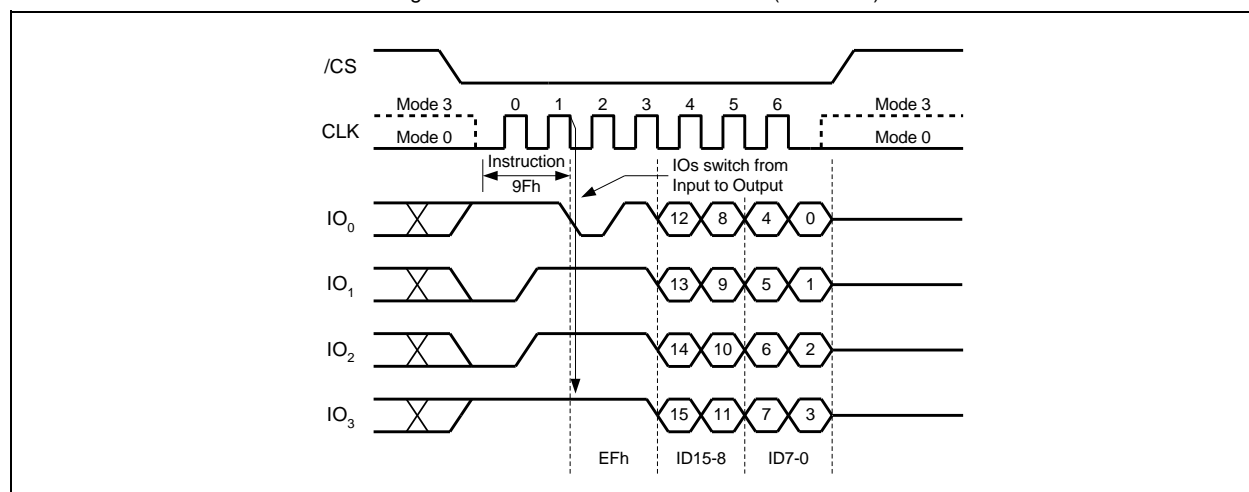 /CS
Mode 3 0 1 2 3 4 5 6 Mode 3
CLK Mode 0 Mode 0
Instruction
9Fh
IOs switch from
Input to Output
IO0 12 8 4 0
IO1 13 9 5 1
IO2 14 10 6 2
IO3 15 11 7 3
EFh ID15-8 ID7-0